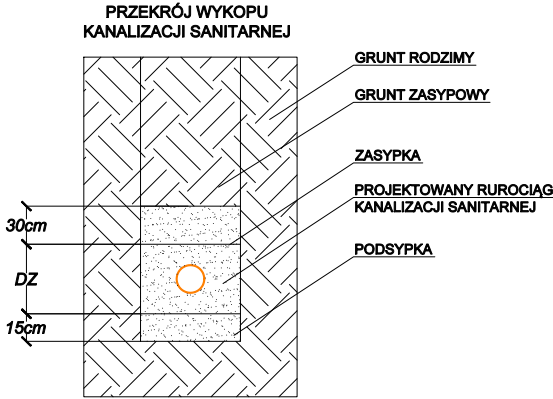 PRZEKRÓJ WYKOPU
KANALIZACJI SANITARNEJ
GRUNT RODZIMY
GRUNT ZASYPOWY
ZASYPKA
PROJEKTOWANY RUROCIĄG
KANALIZACJI SANITARNEJ
PODSYPKA
30cm
DZ
15cm